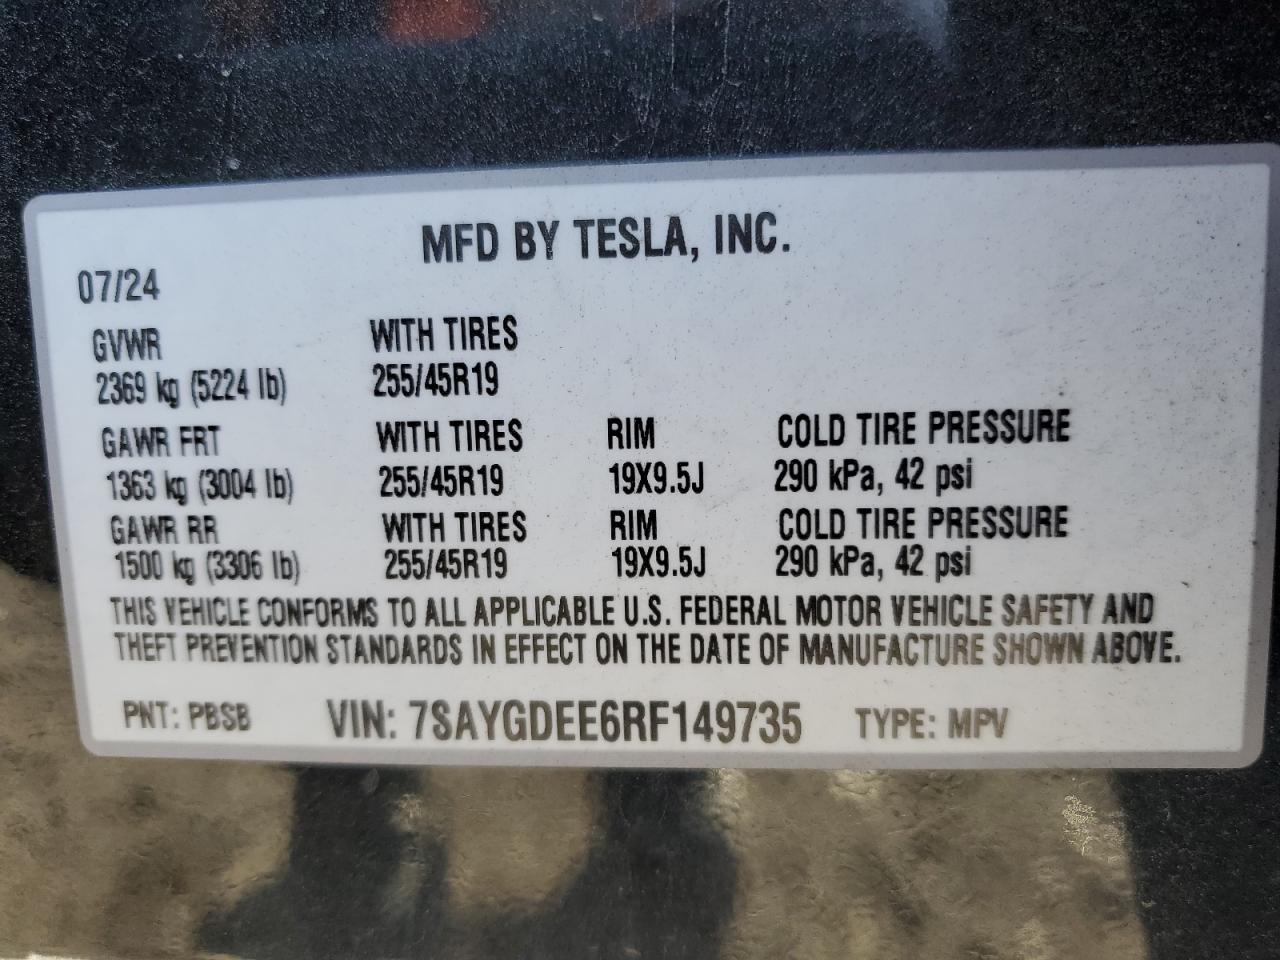 MFD BY TESLA, INC.
07/24
GVWR WITH TIRES
2369 kg (5224 lb) 255/45R19
GAWR FRT WITH TIRES RIM COLD TIRE PRESSURE
1363 kg (3004 lb) 255/45R19 19X9.5J 290 kPa, 42 psi
GAWR RR WITH TIRES RIM COLD TIRE PRESSURE
1500 kg (3306 lb) 255/45R19 19X9.5J 290 kPa, 42 psi
THIS VEHICLE CONFORMS TO ALL APPLICABLE U.S. FEDERAL MOTOR VEHICLE SAFETY AND
THEFT PREVENTION STANDARDS IN EFFECT ON THE DATE OF MANUFACTURE SHOWN ABOVE.
PNT: PBSB VIN: 7SAYGDEE6RF149735 TYPE: MPV